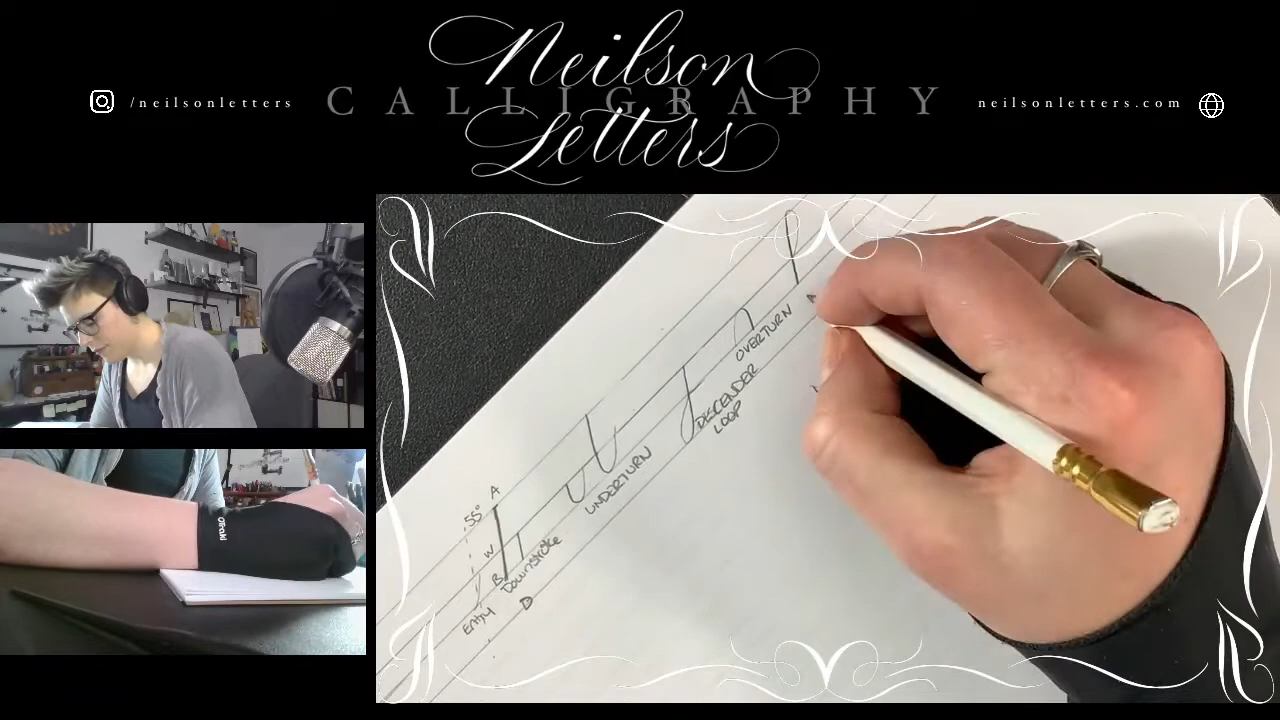 Neilson
CALLIGRAPHY
Letters
/neilsonletters
neilsonletters.com
A
55°
W
B
D
ENTRY
DOWNSTROKE
UNDERTURN
DESCENDER
LOOP
OVERTURN
A